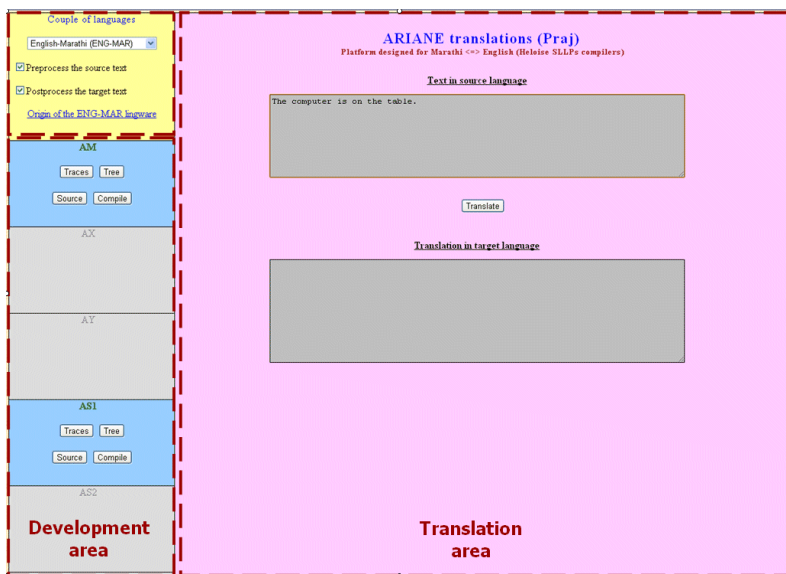 Couple of languages
English-Marathi (ENG-MAR)
Preprocess the source text
Postprocess the target text
Origin of the ENG-MAR lingware
AM
Traces Tree
Source Compile
AX
AY
AS1
Traces Tree
Source Compile
AS2
Development
area
ARIANE translations (Praj)
Platform designed for Marathi <=> English (Heloise SLLPs compilers)
Text in source language
The computer is on the table.
Translate
Translation in target language
Translation
area